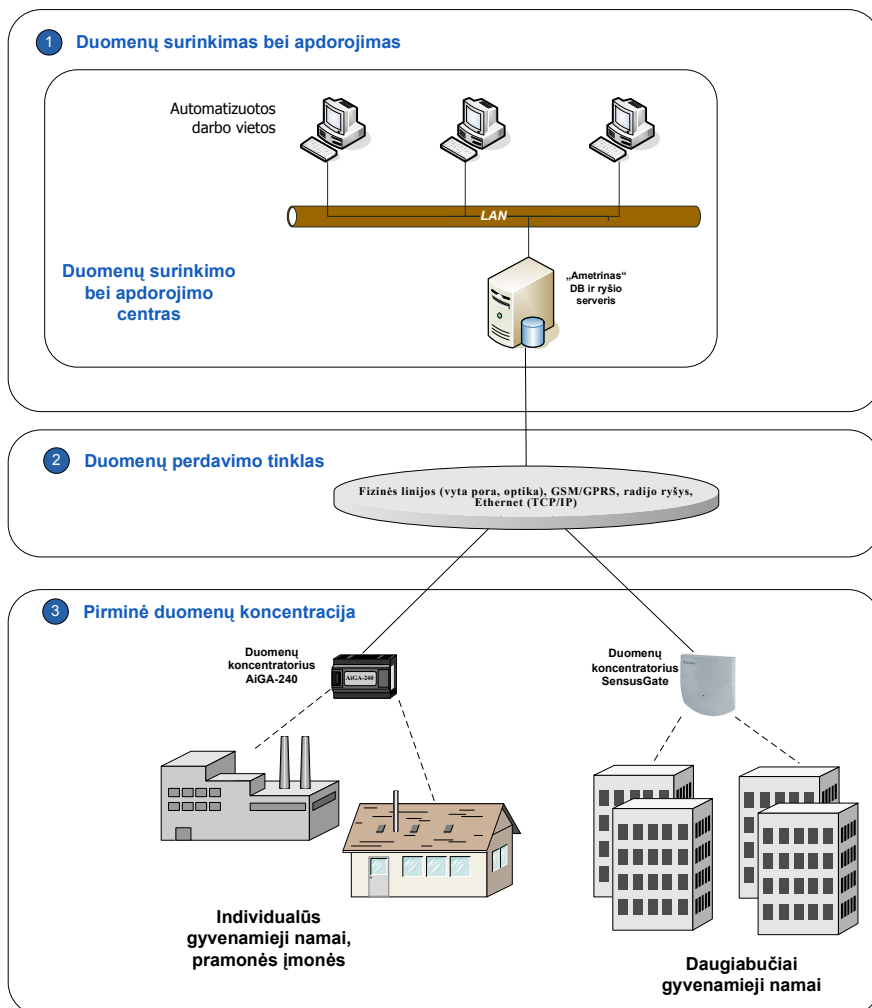 1 Duomenų surinkimas bei apdorojimas
Automatizuotos
darbo vietos
LAN
Duomenų surinkimo
bei apdorojimo
centras
„Ametrinas“
DB ir ryšio
serveris
2 Duomenų perdavimo tinklas
Fizinės linijos (vyta pora, optika), GSM/GPRS, radijo ryšys,
Ethernet (TCP/IP)
3 Pirminė duomenų koncentracija
Duomenų
koncentratorius
AiGA-240
AiGA-240
Duomenų
koncentratorius
SensusGate
Individualūs
gyvenamieji namai,
pramonės įmonės
Daugiabučiai
gyvenamieji namai